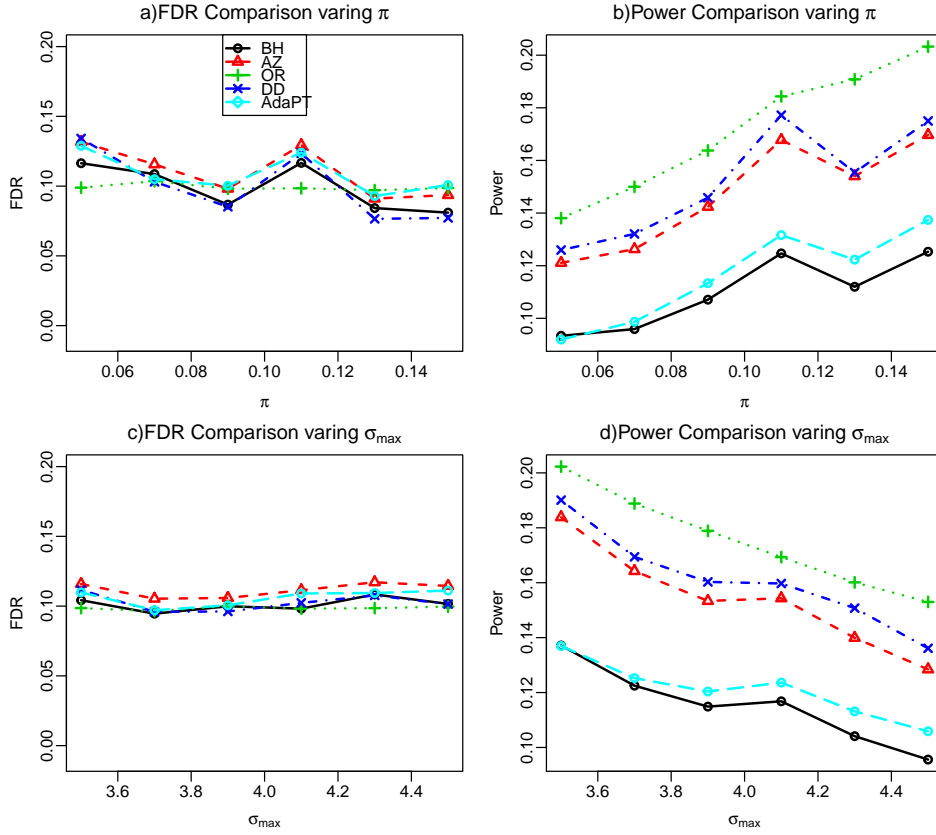 a)FDR Comparison varing π
FDR
0.00 0.05 0.10 0.15 0.20
BH
AZ
OR
DD
AdaPT
0.06 0.08 0.10 0.12 0.14
π
b)Power Comparison varing π
Power
0.10 0.12 0.14 0.16 0.18 0.20
0.06 0.08 0.10 0.12 0.14
π
c)FDR Comparison varing σmax
FDR
0.00 0.05 0.10 0.15 0.20
3.6 3.8 4.0 4.2 4.4
σmax
d)Power Comparison varing σmax
Power
0.10 0.12 0.14 0.16 0.18 0.20
3.6 3.8 4.0 4.2 4.4
σmax